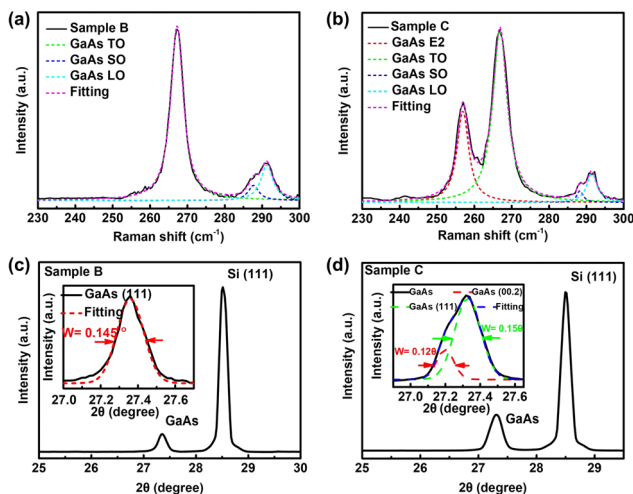 (a)
Sample B
GaAs TO
GaAs SO
GaAs LO
Fitting
Intensity (a.u.)
230 240 250 260 270 280 290 300
Raman shift (cm-1)
(b)
Sample C
GaAs E2
GaAs TO
GaAs SO
GaAs LO
Fitting
Intensity (a.u.)
230 240 250 260 270 280 290 300
Raman shift (cm-1)
(c)
Sample B
Si (111)
GaAs (111)
Fitting
W= 0.145°
Intensity (a.u.)
27.0 27.2 27.4 27.6
2θ (degree)
GaAs
Intensity (a.u.)
25 26 27 28 29 30
2θ (degree)
(d)
Sample C
Si (111)
GaAs GaAs (00.2)
GaAs (111) Fitting
W= 0.150
W= 0.120
Intensity (a.u.)
27.0 27.2 27.4 27.6
2θ (degree)
GaAs
Intensity (a.u.)
25 26 27 28 29
2θ (degree)